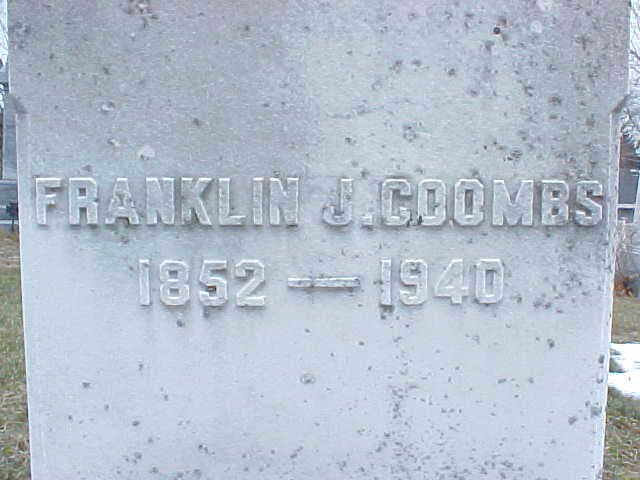 FRANKLIN J. COOMBS
1852 — 1940